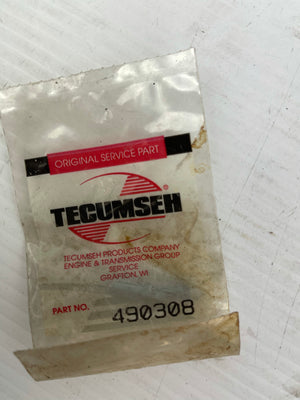 ORIGINAL SERVICE PART
TECUMSEH®
TECUMSEH PRODUCTS COMPANY
ENGINE & TRANSMISSION GROUP
SERVICE
GRAFTON, WI
PART NO. 490308